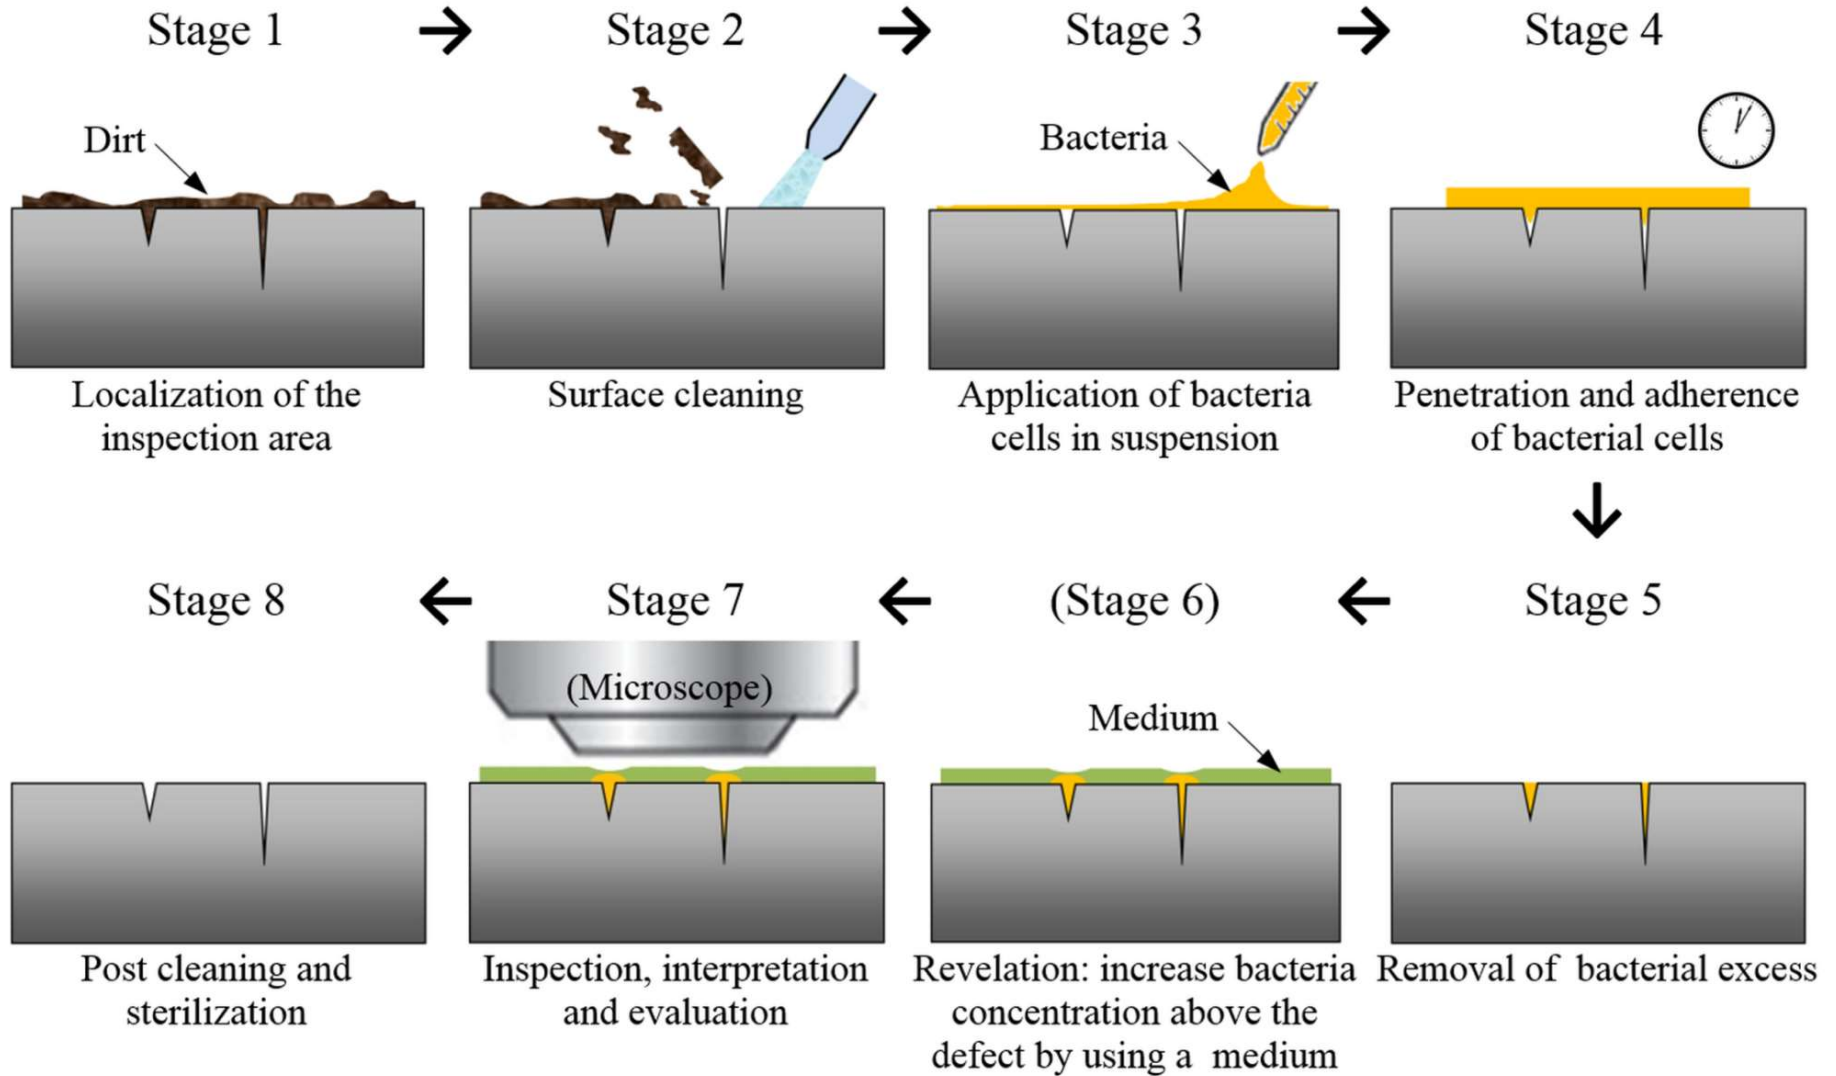 Stage 1
Stage 2
Stage 3
Stage 4
Dirt
Bacteria
Localization of the
inspection area
Surface cleaning
Application of bacteria
cells in suspension
Penetration and adherence
of bacterial cells
Stage 8
Stage 7
(Stage 6)
Stage 5
(Microscope)
Medium
Post cleaning and
sterilization
Inspection, interpretation
and evaluation
Revelation: increase bacteria
concentration above the
defect by using a medium
Removal of bacterial excess